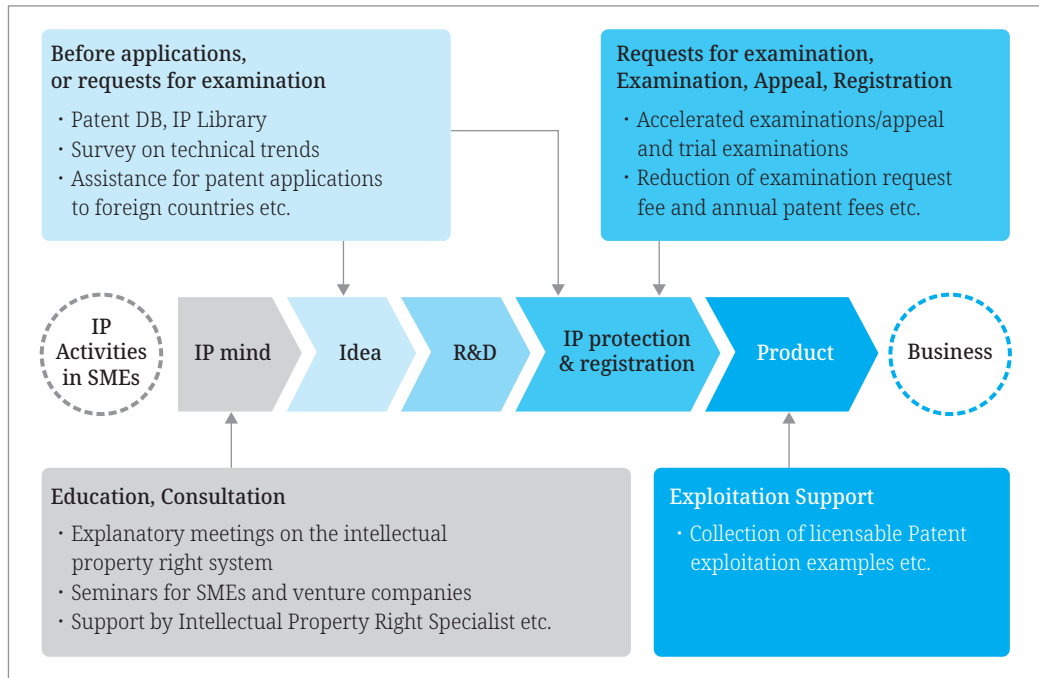 Before applications,
or requests for examination
・Patent DB, IP Library
・Survey on technical trends
・Assistance for patent applications
to foreign countries etc.
Requests for examination,
Examination, Appeal, Registration
・Accelerated examinations/appeal
and trial examinations
・Reduction of examination request
fee and annual patent fees etc.
IP
Activities
in SMEs
IP mind
Idea
R&D
IP protection
& registration
Product
Business
Education, Consultation
・Explanatory meetings on the intellectual
property right system
・Seminars for SMEs and venture companies
・Support by Intellectual Property Right Specialist etc.
Exploitation Support
・Collection of licensable Patent
exploitation examples etc.